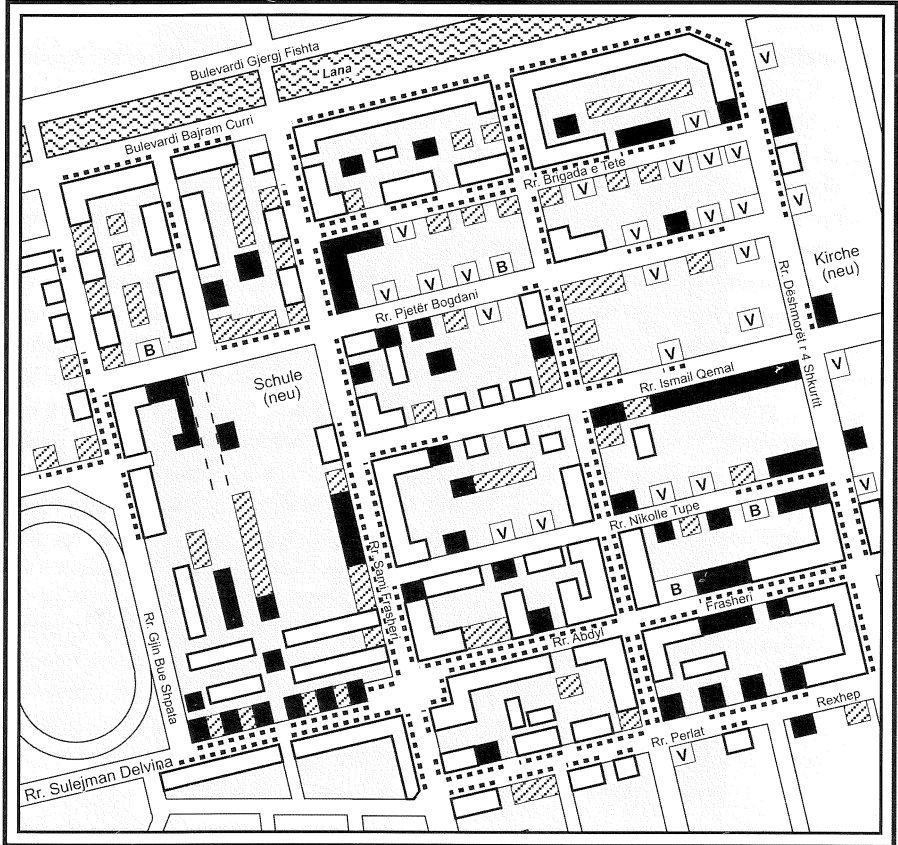 Bulevardi Gjergj Fishta
Lana
Bulevardi Bajram Curri
V
V
Rr. Brigada e Tete
V
V
V
V
V
V
V
V
V
V
Kirche
(neu)
V
V
V
B
V
V
Rr. Pjetër Bogdani
Rr. Dëshmorët r 4 Shkurtit
V
V
B
V
Rr. Ismail Qemal
V
Schule
(neu)
V
V
V
V
V
Rr. Nikolle Tupe
B
Rr. Sami Frasheri
B
Rr. Abdyl
Frasheri
Rr. Gjin Bue Shpata
Rr. Perlat
Rexhep
V
Rr. Sulejman Delvina